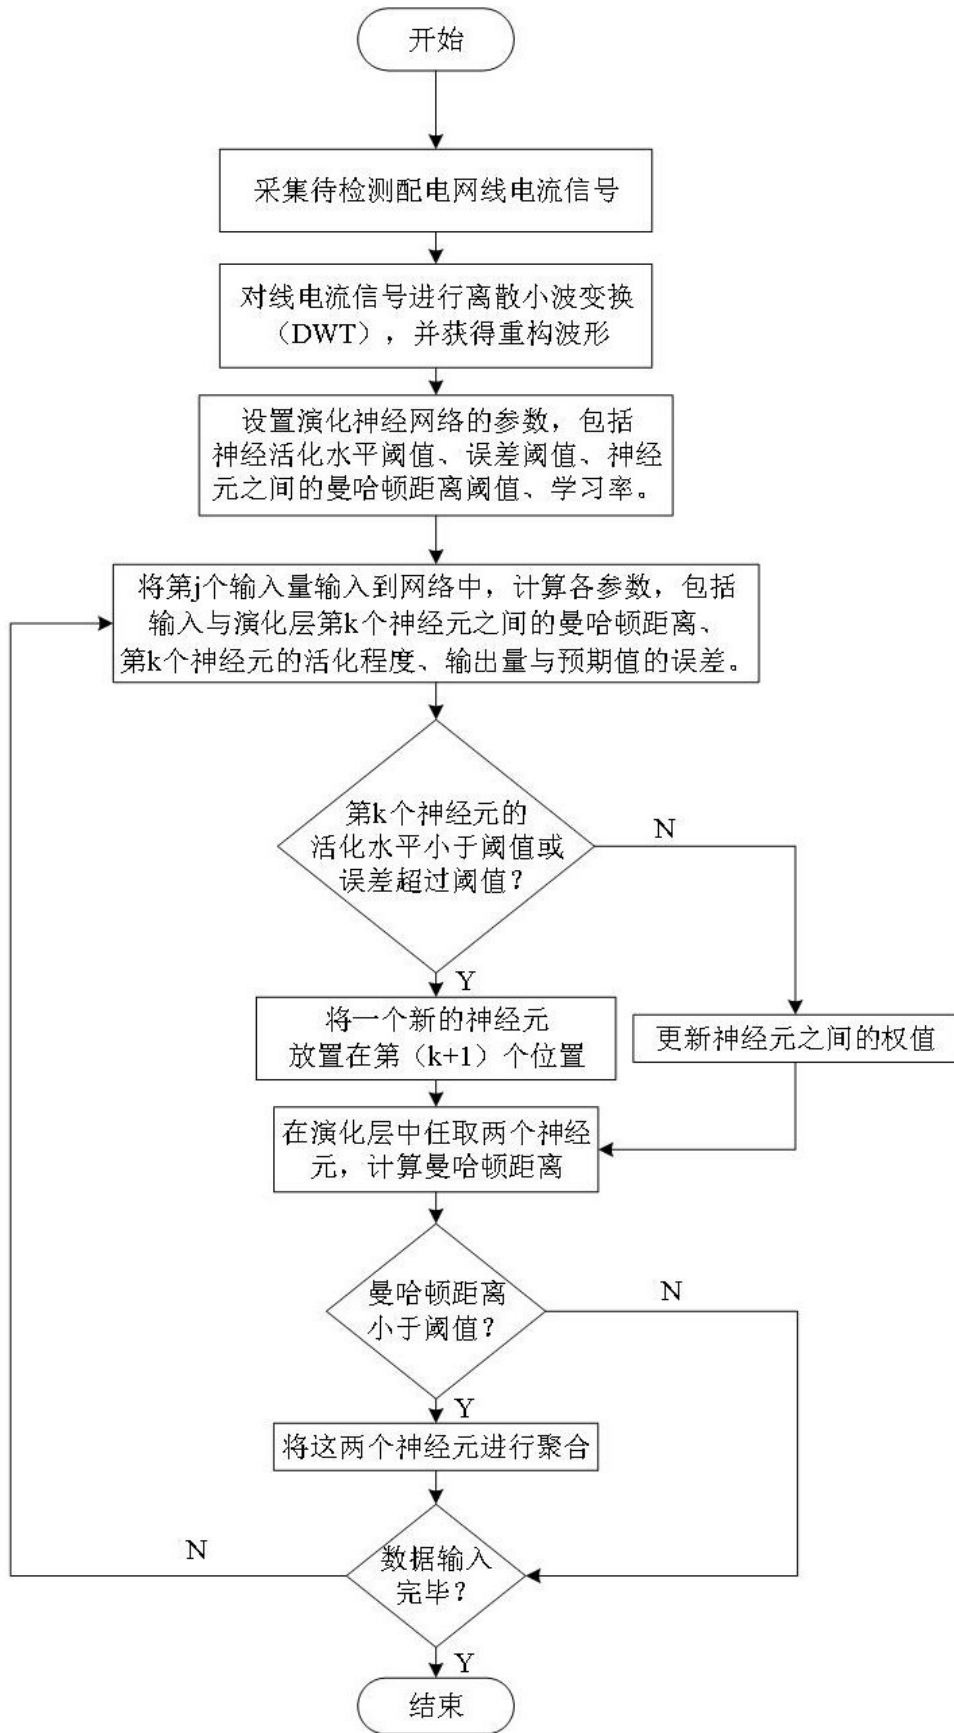 开始
采集待检测配电网线电流信号
对线电流信号进行离散小波变换
（DWT），并获得重构波形
设置演化神经网络的参数，包括
神经活化水平阈值、误差阈值、神经
元之间的曼哈顿距离阈值、学习率。
将第j个输入量输入到网络中，计算各参数，包括
输入与演化层第k个神经元之间的曼哈顿距离、
第k个神经元的活化程度、输出量与预期值的误差。
第k个神经元的
活化水平小于阈值或
误差超过阈值？
N
Y
将一个新的神经元
放置在第（k+1）个位置
更新神经元之间的权值
在演化层中任取两个神经
元，计算曼哈顿距离
曼哈顿距离
小于阈值？
N
Y
将这两个神经元进行聚合
数据输入
完毕？
N
Y
结束